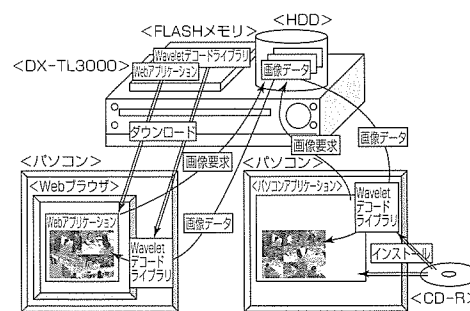 <HDD>
<FLASHメモリ>
Waveletデコードライブラリ
Webアプリケーション
<DX-TL3000>
画像データ
ダウンロード
画像要求
画像要求
画像データ
<パソコン>
<Webブラウザ>
Webアプリケーション
画像データ
Wavelet
デコード
ライブラリ
<パソコン>
<パソコンアプリケーション>
Wavelet
デコード
ライブラリ
インストール
<CD-R>